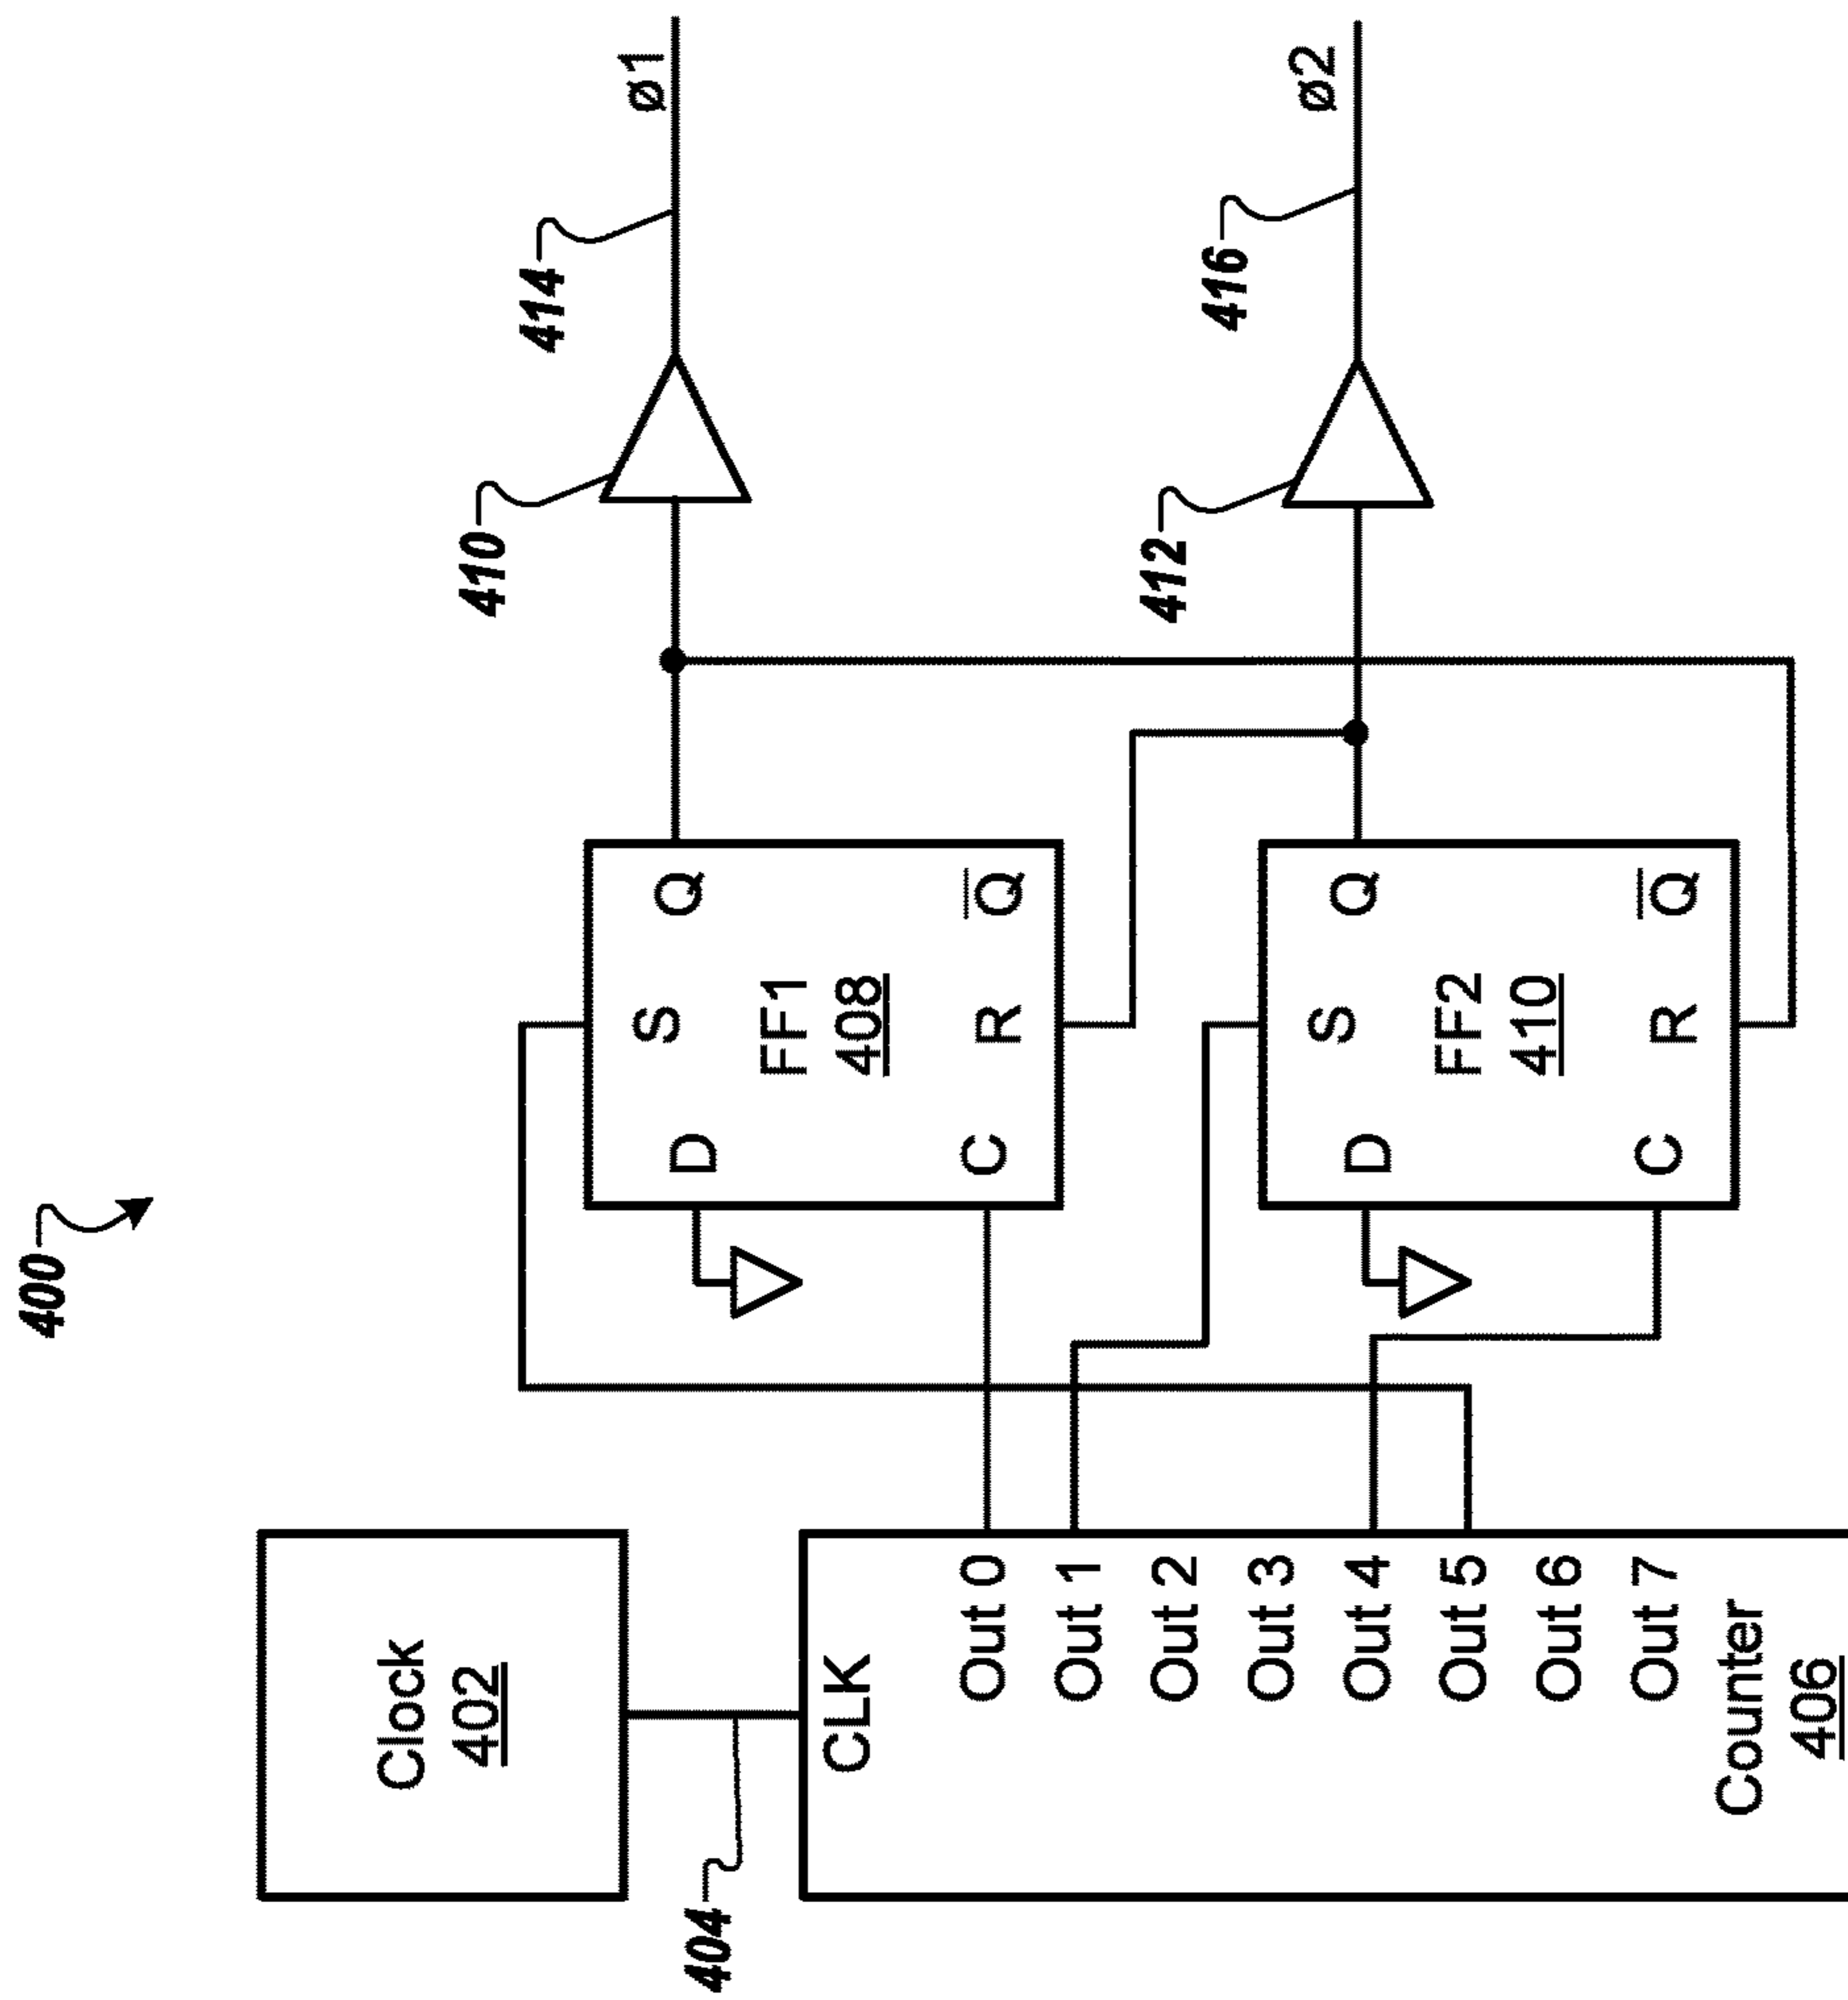 400
Clock
402
404
CLK
Out 0
Out 1
Out 2
Out 3
Out 4
Out 5
Out 6
Out 7
Counter
406
D
S
Q
FF1
408
C
R
Q
D
S
Q
FF2
410
C
R
Q
410
414
ø1
412
416
ø2